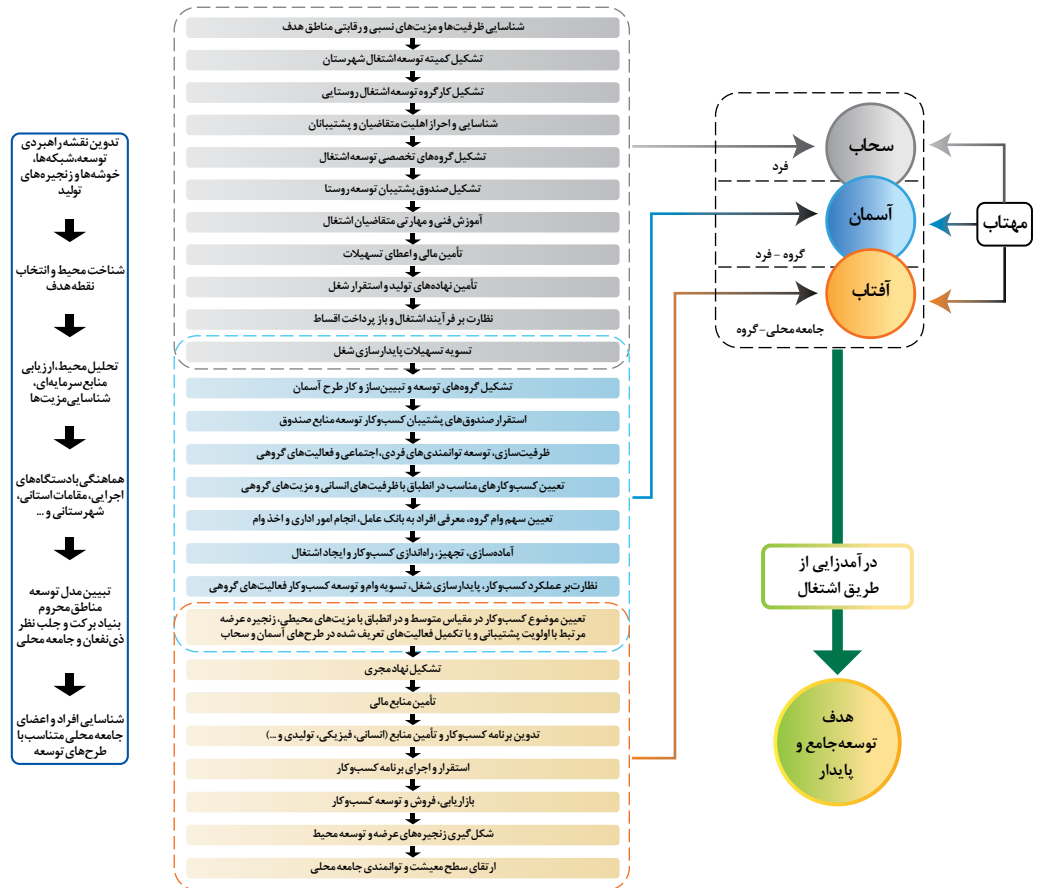 شناسایی ظرفیت‌ها و مزیت‌های نسبی و رقابتی مناطق هدف
تشکیل کمیته توسعه اشتغال شهرستان
تشکیل کارگروه توسعه اشتغال روستایی
شناسایی و احراز اهلیت متقاضیان و پشتیبانان
تشکیل گروه‌های تخصصی توسعه اشتغال
تشکیل صندوق پشتیبان توسعه روستا
آموزش فنی و مهارتی متقاضیان اشتغال
تأمین مالی و اعطای تسهیلات
تأمین نهاده‌های تولید و استقرار شغل
نظارت بر فرآیند اشتغال و باز پرداخت اقساط
تسویه تسهیلات پایدارسازی شغل
تشکیل گروه‌های توسعه و تبیین‌ساز و کار طرح آسمان
استقرار صندوق‌های پشتیبان کسب‌وکار توسعه منابع صندوق
ظرفیت‌سازی، توسعه توانمندی‌های فردی، اجتماعی و فعالیت‌های گروهی
تعیین کسب‌وکارهای مناسب در انطباق با ظرفیت‌های انسانی و مزیت‌های گروهی
تعیین سهم وام گروه، معرفی افراد به بانک عامل، انجام امور اداری و اخذ وام
آماده‌سازی، تجهیز، راه‌اندازی کسب‌وکار و ایجاد اشتغال
نظارت‌بر عملکرد کسب‌وکار، پایدارسازی شغل، تسویه وام و توسعه کسب‌وکار فعالیت‌های گروهی
تعیین موضوع کسب‌وکار در مقیاس متوسط و در انطباق با مزیت‌های محیطی، زنجیره عرضه
مرتبط با اولویت پشتیبانی و یا تکمیل فعالیت‌های تعریف شده در طرح‌های آسمان و سحاب
تشکیل نهاد مجری
تأمین منابع مالی
تدوین برنامه کسب‌وکار و تأمین منابع (انسانی، فیزیکی، تولیدی و ...)
استقرار و اجرای برنامه کسب‌وکار
بازاریابی، فروش و توسعه کسب‌وکار
شکل‌گیری زنجیره‌های عرضه و توسعه محیط
ارتقای سطح معیشت و توانمندی جامعه محلی
تدوین نقشه راهبردی
توسعه،شبکه‌ها،
خوشه‌ها و زنجیره‌های
تولید
شناخت محیط و انتخاب
نقطه هدف
تحلیل محیط، ارزیابی
منابع سرمایه‌ای،
شناسایی مزیت‌ها
هماهنگی با دستگاه‌های
اجرایی، مقامات استانی،
شهرستانی و ...
تبیین مدل توسعه
مناطق محروم
بنیاد برکت و جلب نظر
ذی‌نفعان و جامعه محلی
شناسایی افراد و اعضای
جامعه محلی متناسب با
طرح‌های توسعه
مهتاب
سحاب
فرد
آسمان
گروه - فرد
آفتاب
جامعه محلی-گروه
درآمدزایی از
طریق اشتغال
هدف
توسعه جامع و
پایدار